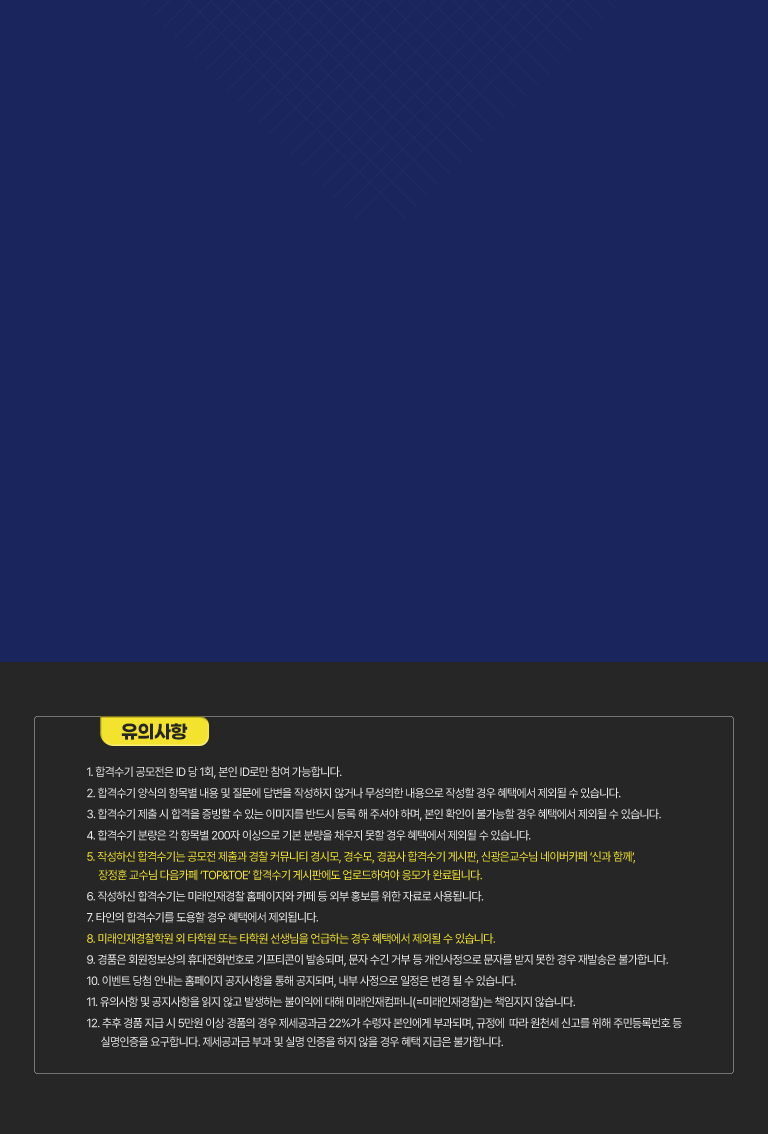 유의사항
1. 합격수기 공모전은 ID 당 1회, 본인 ID로만 참여 가능합니다.
2. 합격수기 양식의 항목별 내용 및 질문에 답변을 작성하지 않거나 무성의한 내용으로 작성할 경우 혜택에서 제외될 수 있습니다.
3. 합격수기 제출 시 합격을 증빙할 수 있는 이미지를 반드시 등록 해 주셔야 하며, 본인 확인이 불가능할 경우 혜택에서 제외될 수 있습니다.
4. 합격수기 분량은 각 항목별 200자 이상으로 기본 분량을 채우지 못할 경우 혜택에서 제외될 수 있습니다.
5. 작성하신 합격수기는 공모전 제출과 경찰 커뮤니티 경시모, 경수모, 경꿈사 합격수기 게시판, 신광은교수님 네이버카페 ‘신과 함께’,
장정훈 교수님 다음카페 ‘TOP&TOE’ 합격수기 게시판에도 업로드하여야 응모가 완료됩니다.
6. 작성하신 합격수기는 미래인재경찰 홈페이지와 카페 등 외부 홍보를 위한 자료로 사용됩니다.
7. 타인의 합격수기를 도용할 경우 혜택에서 제외됩니다.
8. 미래인재경찰학원 외 타학원 또는 타학원 선생님을 언급하는 경우 혜택에서 제외될 수 있습니다.
9. 경품은 회원정보상의 휴대전화번호로 기프티콘이 발송되며, 문자 수긴 거부 등 개인사정으로 문자를 받지 못한 경우 재발송은 불가합니다.
10. 이벤트 당첨 안내는 홈페이지 공지사항을 통해 공지되며, 내부 사정으로 일정은 변경 될 수 있습니다.
11. 유의사항 및 공지사항을 읽지 않고 발생하는 불이익에 대해 미래인재컴퍼니(=미래인재경찰)는 책임지지 않습니다.
12. 추후 경품 지급 시 5만원 이상 경품의 경우 제세공과금 22%가 수령자 본인에게 부과되며, 규정에 따라 원천세 신고를 위해 주민등록번호 등
실명인증을 요구합니다. 제세공과금 부과 및 실명 인증을 하지 않을 경우 혜택 지급은 불가합니다.